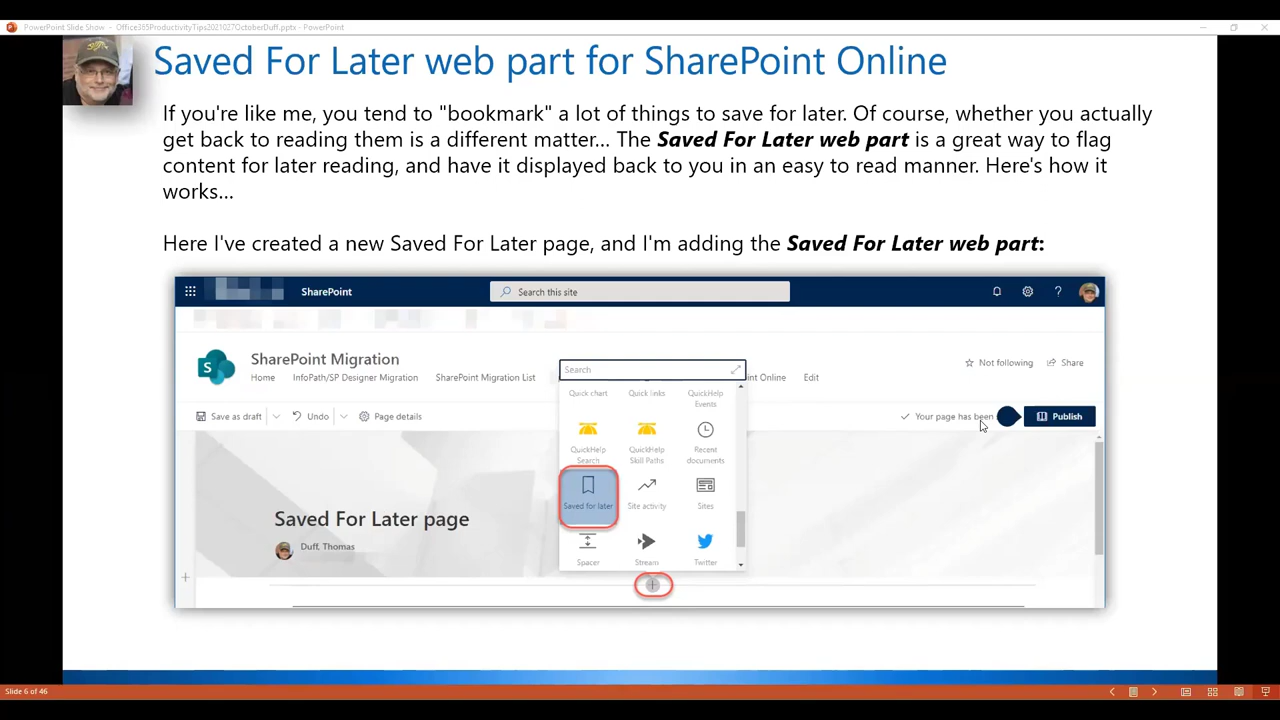 PowerPoint Slide Show - Office365ProductivityTips2021027OctoberDuff.pptx - PowerPoint
Saved For Later web part for SharePoint Online
If you're like me, you tend to "bookmark" a lot of things to save for later. Of course, whether you actually
get back to reading them is a different matter... The Saved For Later web part is a great way to flag
content for later reading, and have it displayed back to you in an easy to read manner. Here's how it
works...
Here I've created a new Saved For Later page, and I'm adding the Saved For Later web part:
SharePoint
Search this site
SharePoint Migration
Not following
Share
Search
Home
InfoPath/SP Designer Migration
SharePoint Migration List
Online
Edit
Quick chart
Quick links
QuickHelp
Events
Save as draft
Undo
Page details
Your page has been
Publish
QuickHelp
Search
QuickHelp
Skill Paths
Recent
documents
Saved for later
Site activity
Sites
Saved For Later page
Duff, Thomas
Spacer
Stream
Twitter
Slide 6 of 46